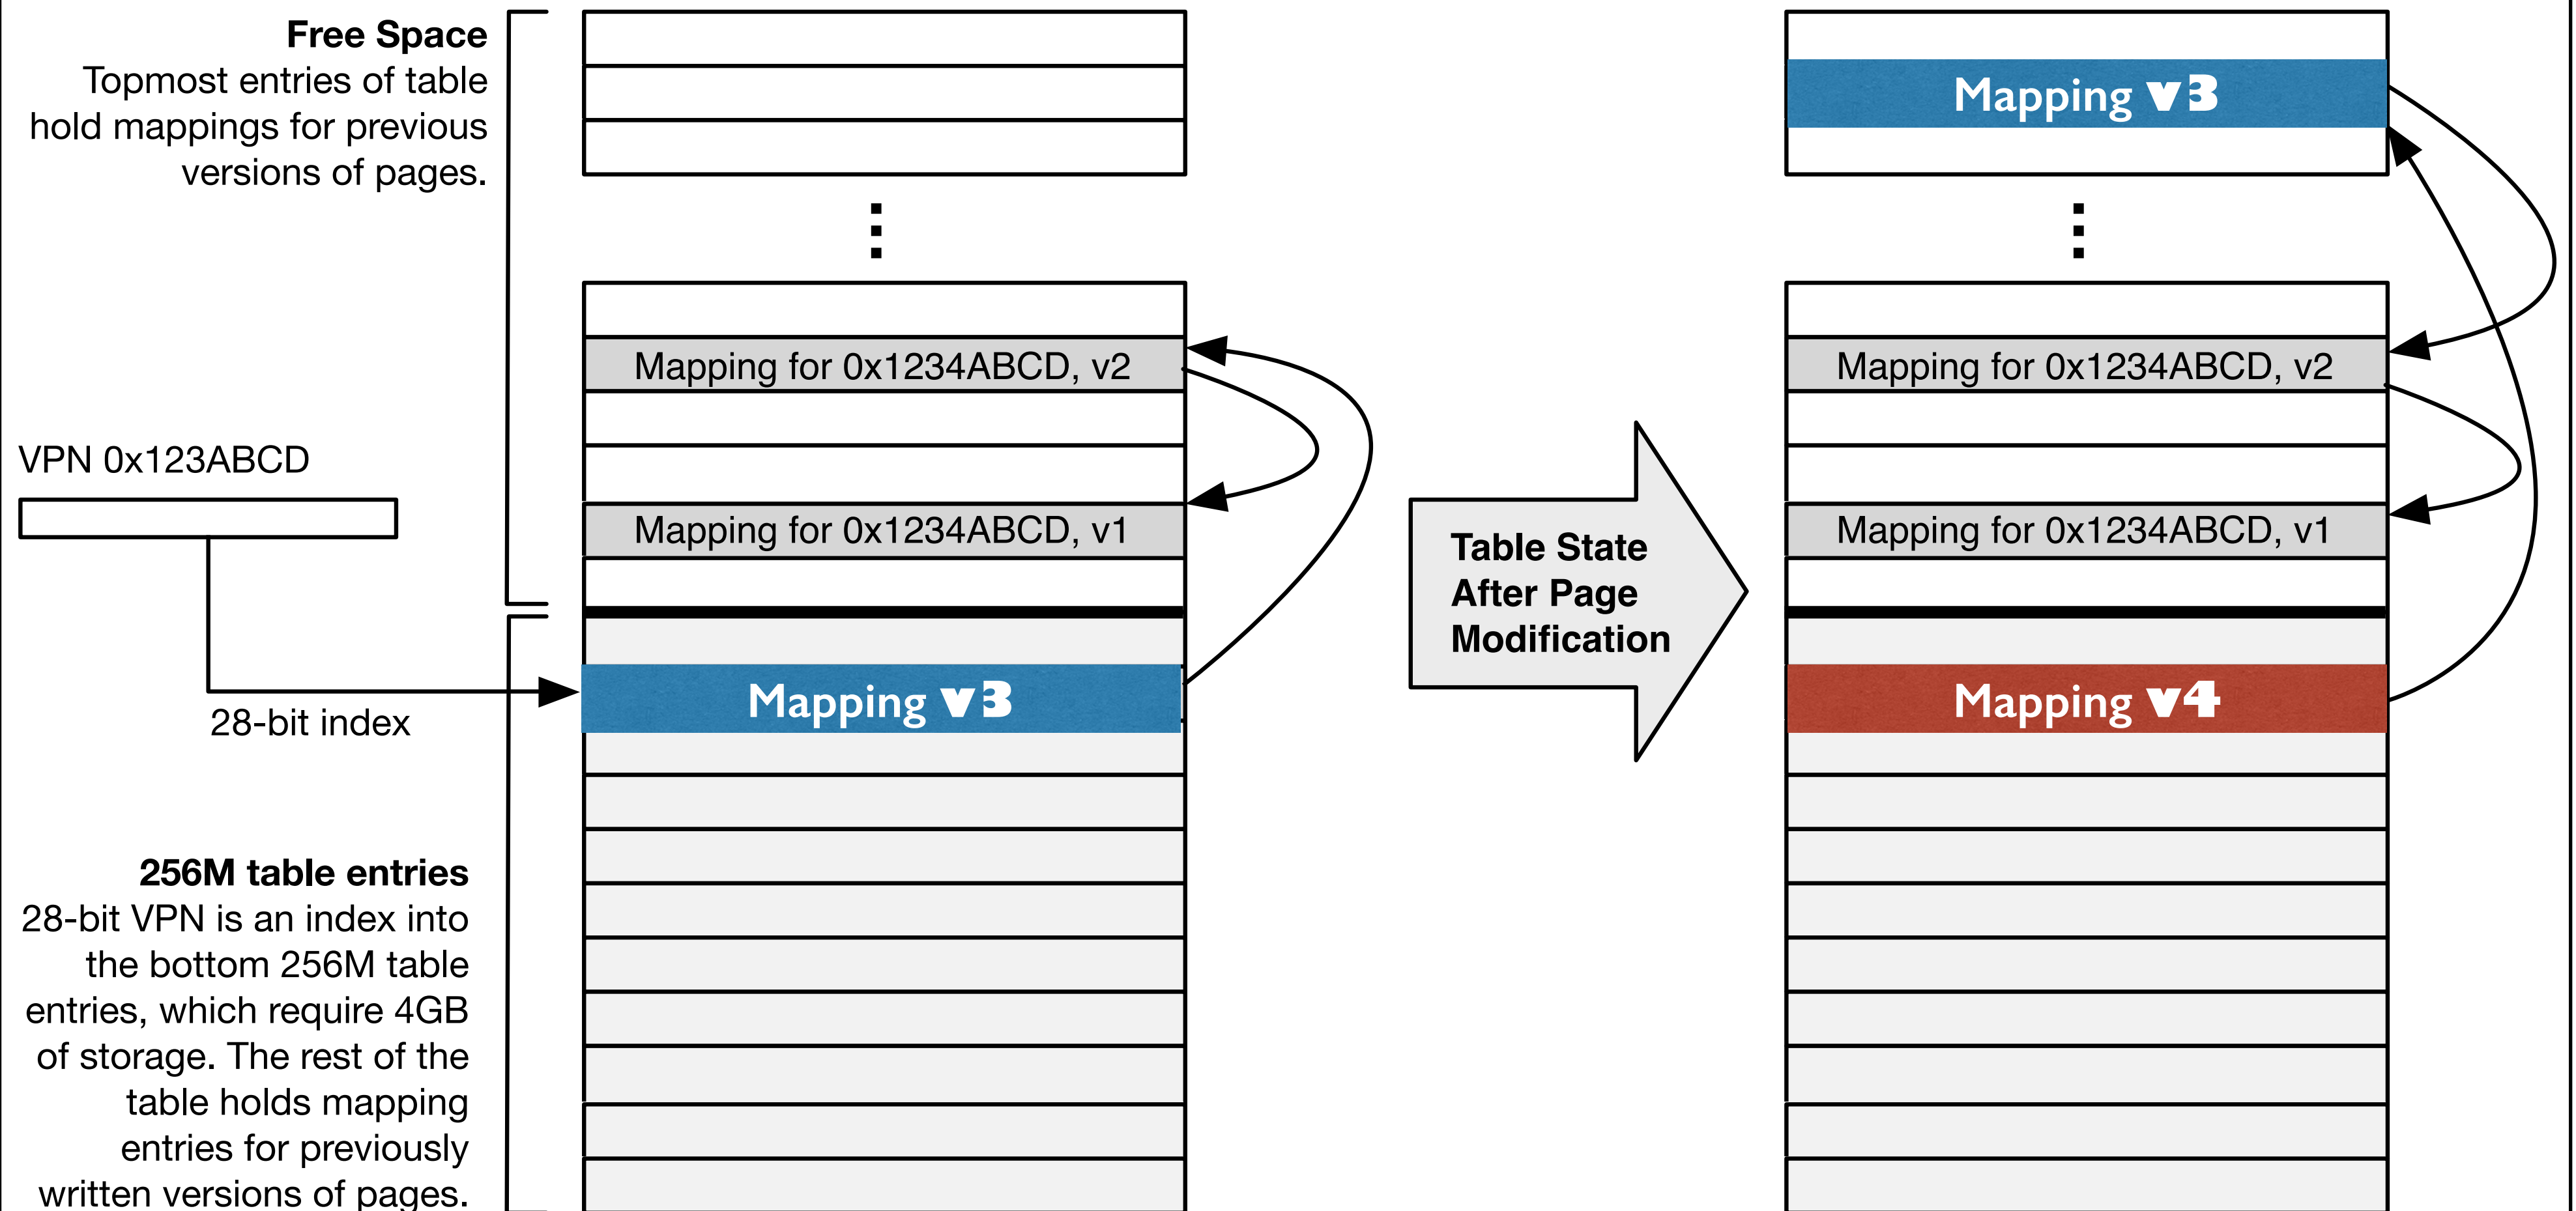 Free Space
Topmost entries of table
hold mappings for previous
versions of pages.
VPN 0x123ABCD
28-bit index
256M table entries
28-bit VPN is an index into
the bottom 256M table
entries, which require 4GB
of storage. The rest of the
table holds mapping
entries for previously
written versions of pages.
Mapping for 0x1234ABCD, v2
Mapping for 0x1234ABCD, v1
Mapping v3
Table State
After Page
Modification
Mapping v3
Mapping for 0x1234ABCD, v2
Mapping for 0x1234ABCD, v1
Mapping v4